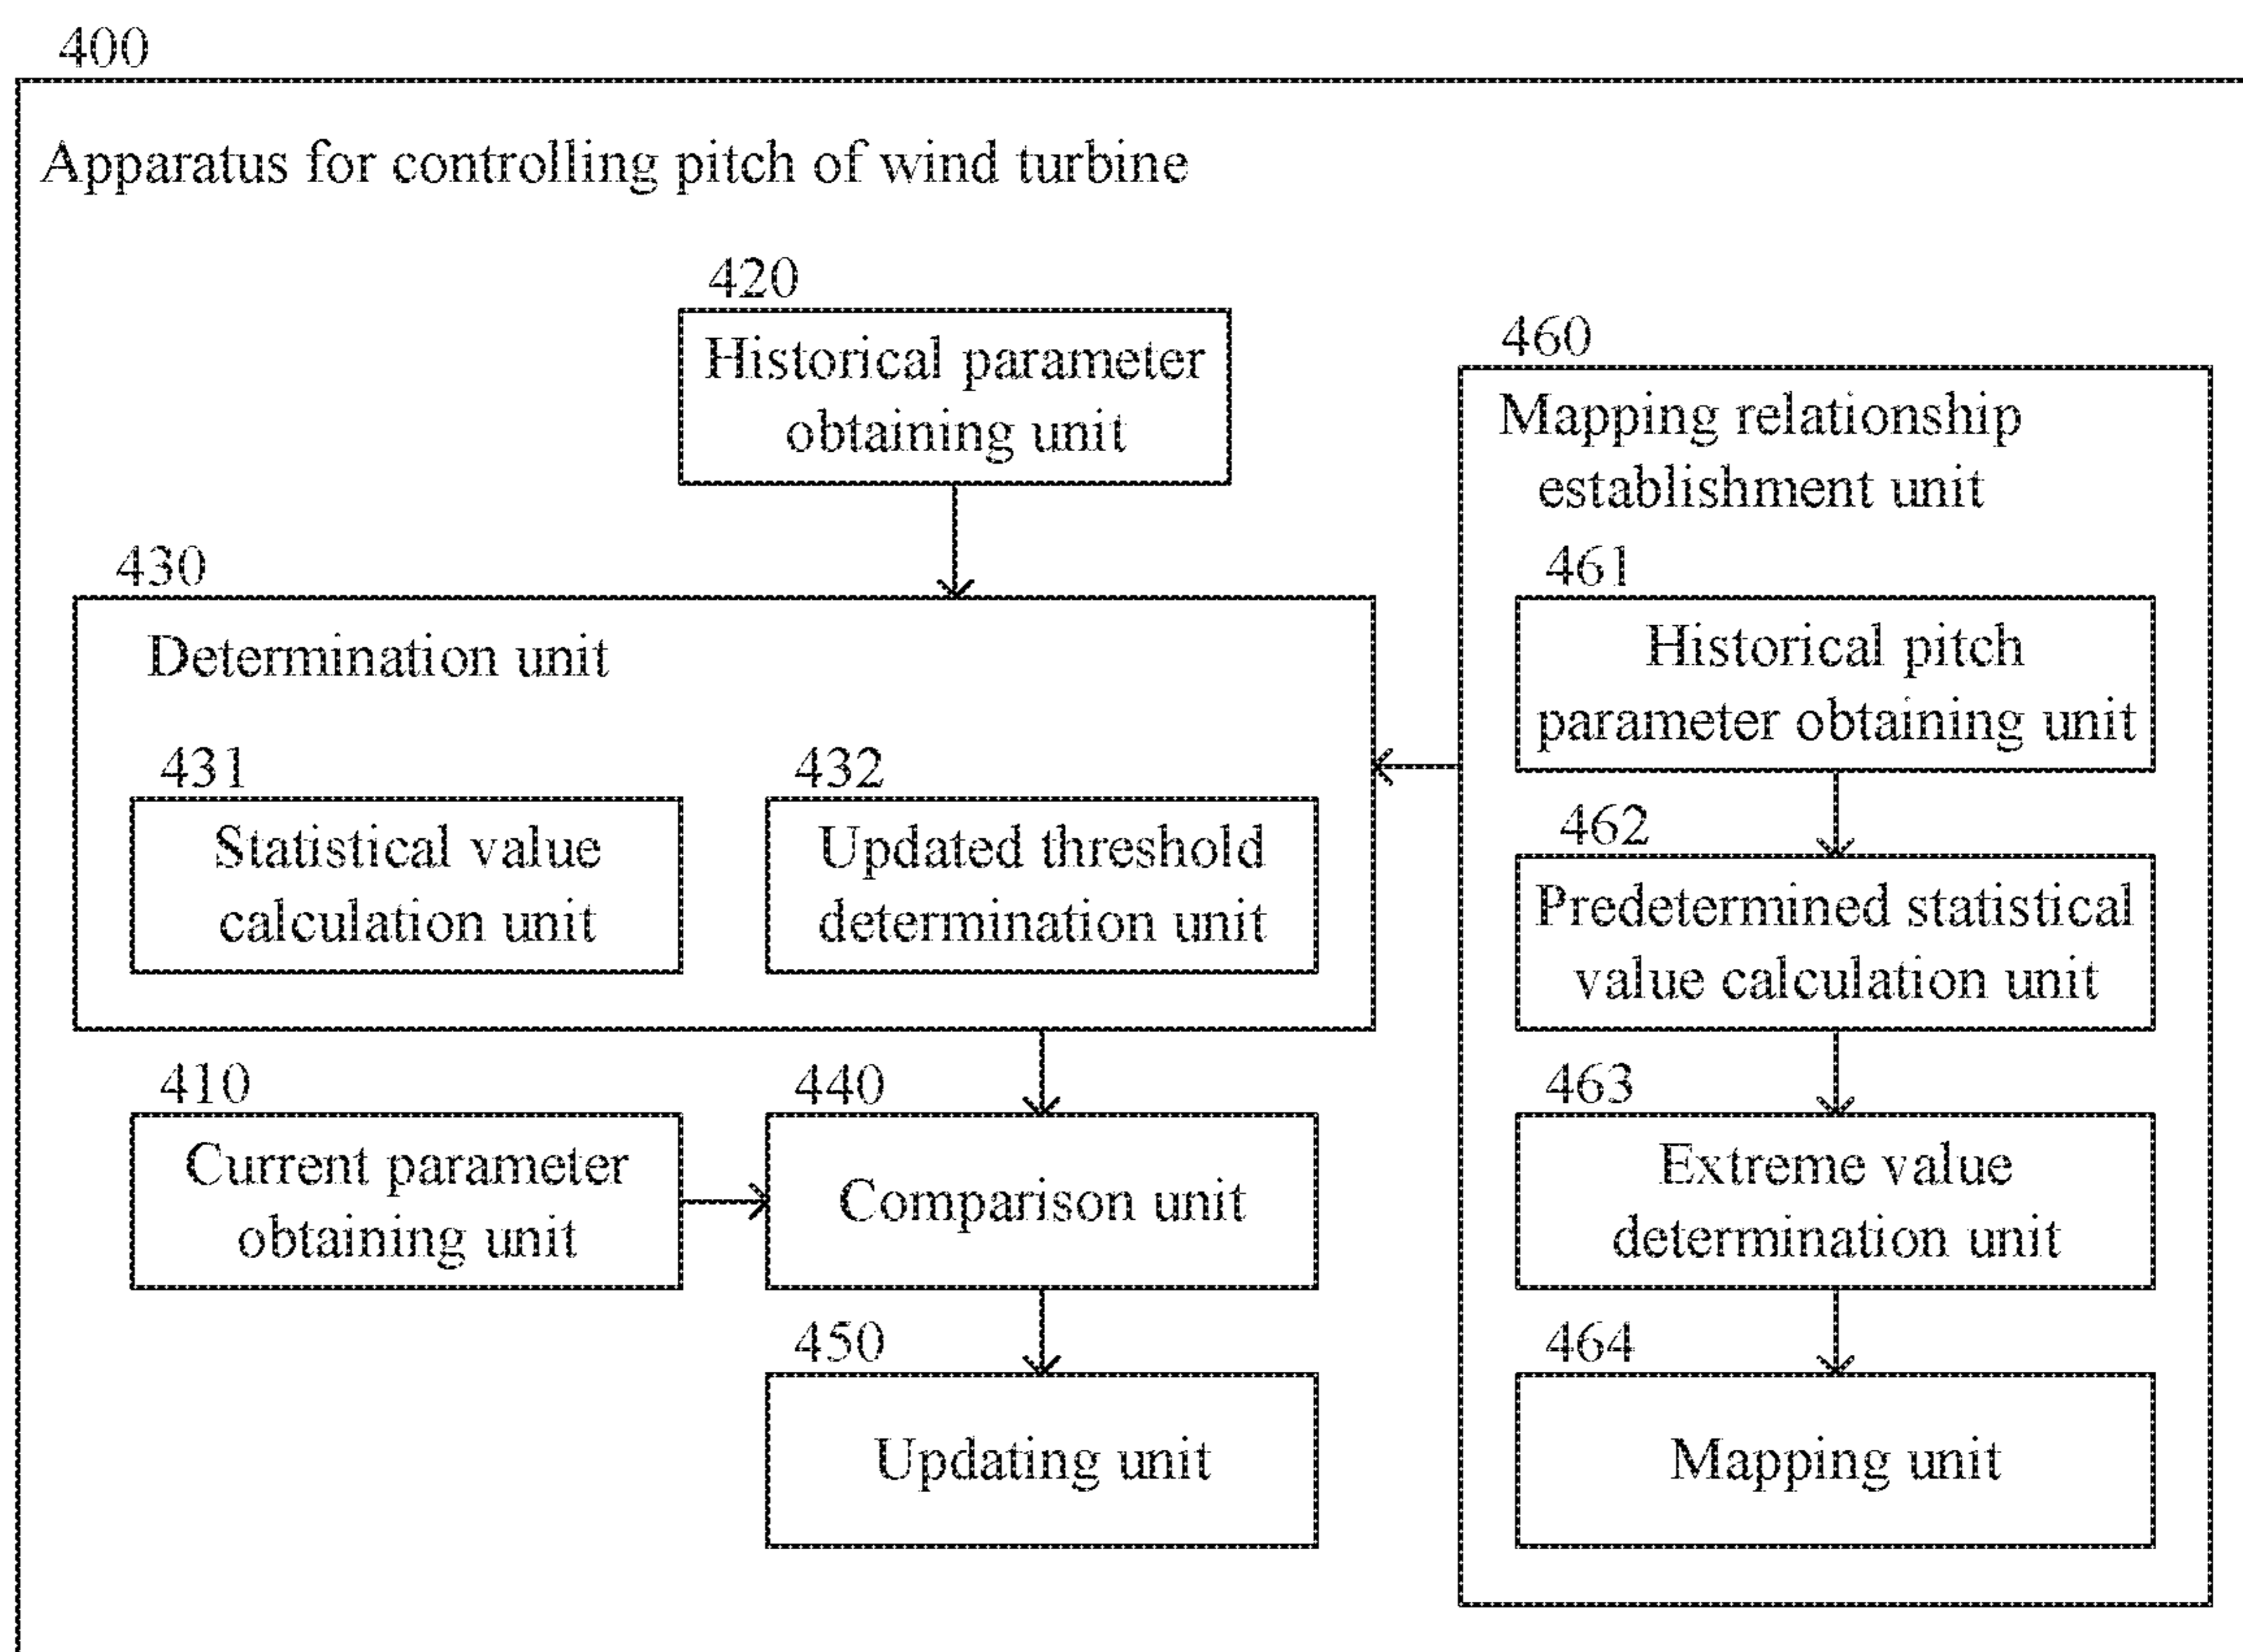 400
Apparatus for controlling pitch of wind turbine
420
Historical parameter
obtaining unit
430
Determination unit
431
Statistical value
calculation unit
432
Updated threshold
determination unit
410
Current parameter
obtaining unit
440
Comparison unit
450
Updating unit
460
Mapping relationship
establishment unit
461
Historical pitch
parameter obtaining unit
462
Predetermined statistical
value calculation unit
463
Extreme value
determination unit
464
Mapping unit